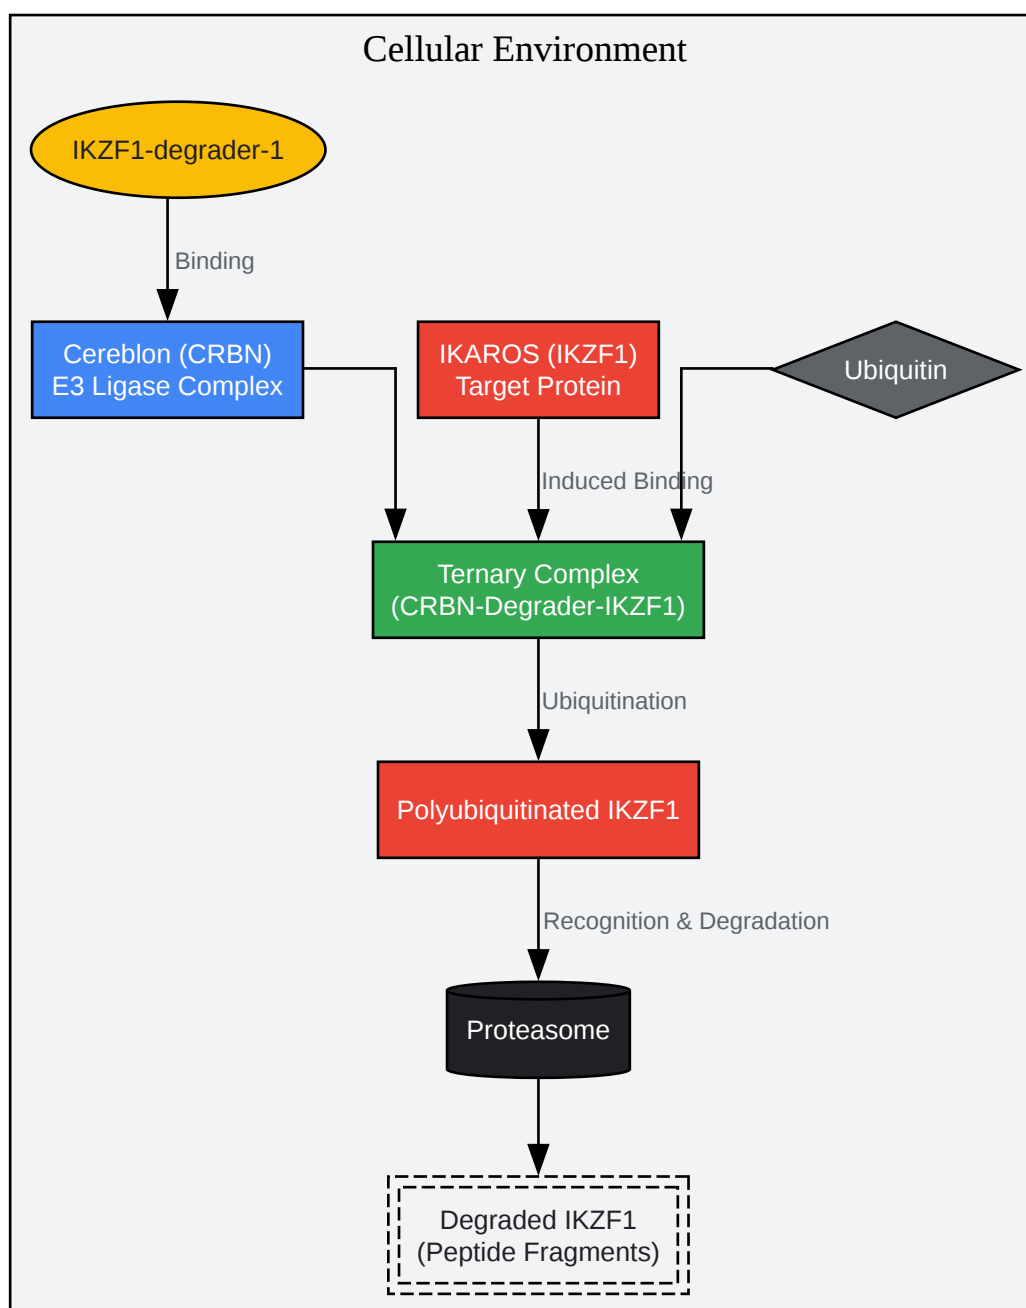 Cellular Environment
IKZF1-degrader-1
Binding
Cereblon (CRBN)
E3 Ligase Complex
IKAROS (IKZF1)
Target Protein
Ubiquitin
Induced Binding
Ternary Complex
(CRBN-Degrader-IKZF1)
Ubiquitination
Polyubiquitinated IKZF1
Recognition & Degradation
Proteasome
Degraded IKZF1
(Peptide Fragments)